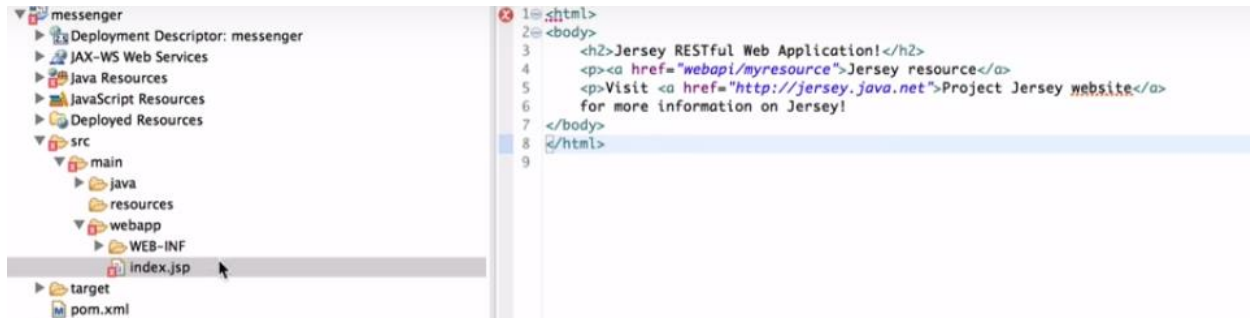 messenger
Deployment Descriptor: messenger
JAX-WS Web Services
Java Resources
JavaScript Resources
Deployed Resources
src
main
java
resources
webapp
WEB-INF
index.jsp
target
pom.xml
1 <html>
2 <body>
3 <h2>Jersey RESTful Web Application!</h2>
4 <p><a href="webapi/myresource">Jersey resource</a>
5 <p>Visit <a href="http://jersey.java.net">Project Jersey website</a>
6 for more information on Jersey!
7 </body>
8 </html>
9